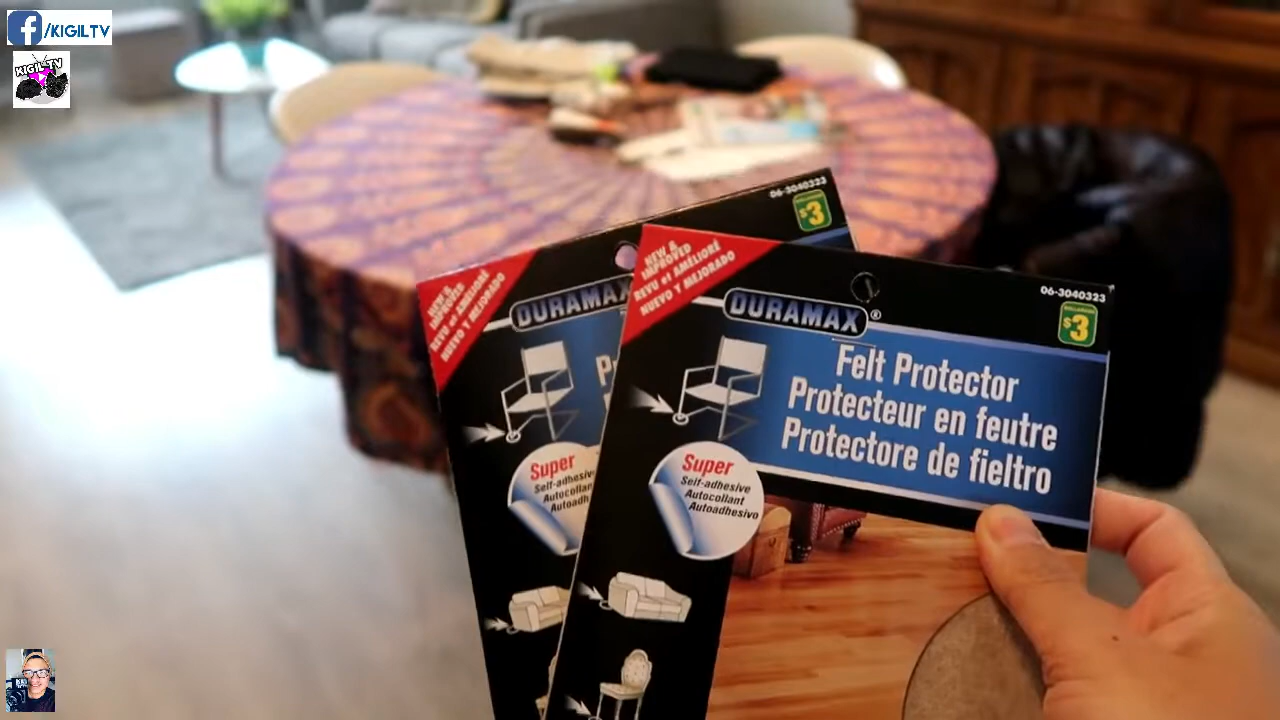 /KIGILTV
KIGIL TV
06-3040323
$3
NEW &
IMPROVED
REVU et AMÉLIORÉ
NUEVO Y MEJORADO
DURAMAX
Super
Self-adhesive
Autocollant
NEW &
IMPROVED
REVU et AMÉLIORÉ
NUEVO Y MEJORADO
DURAMAX®
06-3040323
$3
Felt Protector
Protecteur en feutre
Protectore de fieltro
Super
Self-adhesive
Autocollant
Autoadhesivo